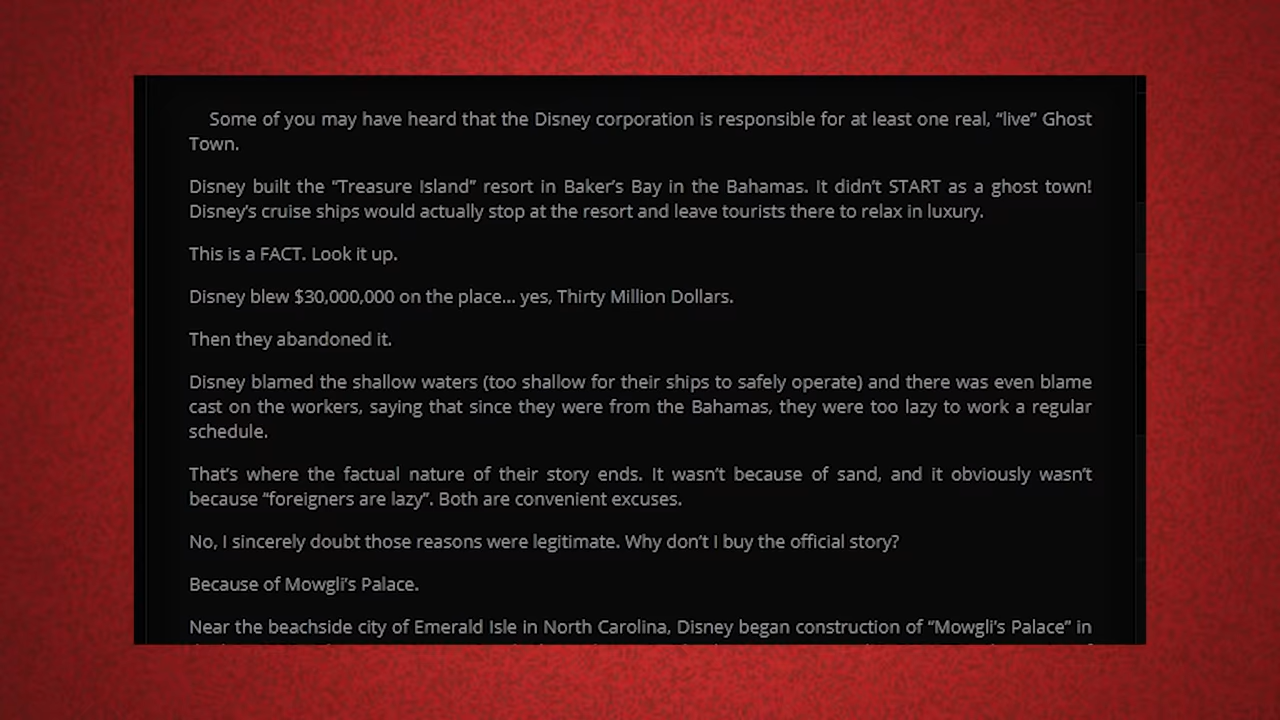 Some of you may have heard that the Disney corporation is responsible for at least one real, “live” Ghost
Town.
Disney built the “Treasure Island” resort in Baker’s Bay in the Bahamas. It didn’t START as a ghost town!
Disney’s cruise ships would actually stop at the resort and leave tourists there to relax in luxury.
This is a FACT. Look it up.
Disney blew $30,000,000 on the place... yes, Thirty Million Dollars.
Then they abandoned it.
Disney blamed the shallow waters (too shallow for their ships to safely operate) and there was even blame
cast on the workers, saying that since they were from the Bahamas, they were too lazy to work a regular
schedule.
That’s where the factual nature of their story ends. It wasn’t because of sand, and it obviously wasn’t
because “foreigners are lazy”. Both are convenient excuses.
No, I sincerely doubt those reasons were legitimate. Why don’t I buy the official story?
Because of Mowgli’s Palace.
Near the beachside city of Emerald Isle in North Carolina, Disney began construction of “Mowgli’s Palace” in